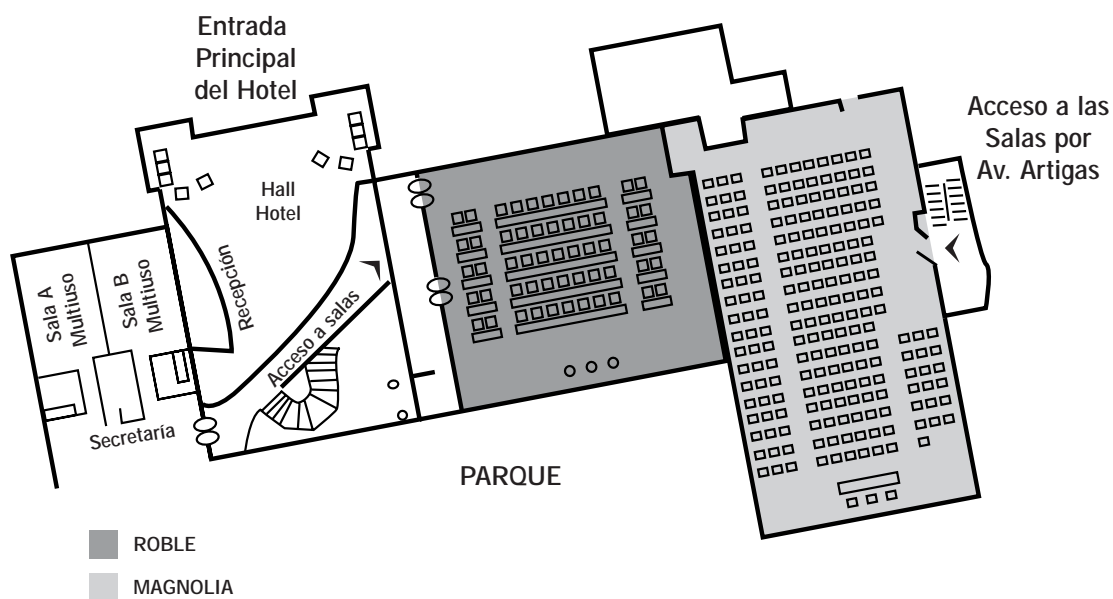 Entrada
Principal
del Hotel
Acceso a las
Salas por
Av. Artigas
Hall
Hotel
Recepción
Sala A
Multiuso
Sala B
Multiuso
Acceso a salas
Secretaría
PARQUE
ROBLE
MAGNOLIA